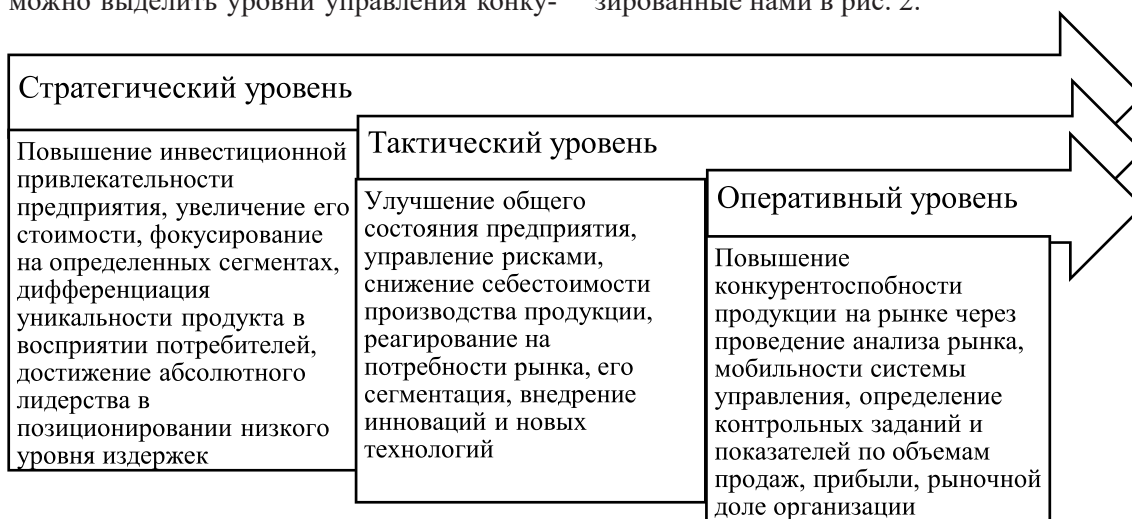 можно выделить уровни управления конку-
зированные нами в рис. 2.
Стратегический уровень
Повышение инвестиционной
привлекательности
предприятия, увеличение его
стоимости, фокусирование
на определенных сегментах,
дифференциация
уникальности продукта в
восприятии потребителей,
достижение абсолютного
лидерства в
позиционировании низкого
уровня издержек
Тактический уровень
Улучшение общего
состояния предприятия,
управление рисками,
снижение себестоимости
производства продукции,
реагирование на
потребности рынка, его
сегментация, внедрение
инноваций и новых
технологий
Оперативный уровень
Повышение
конкурентоспобности
продукции на рынке через
проведение анализа рынка,
мобильности системы
управления, определение
контрольных заданий и
показателей по объемам
продаж, прибыли, рыночной
доле организации